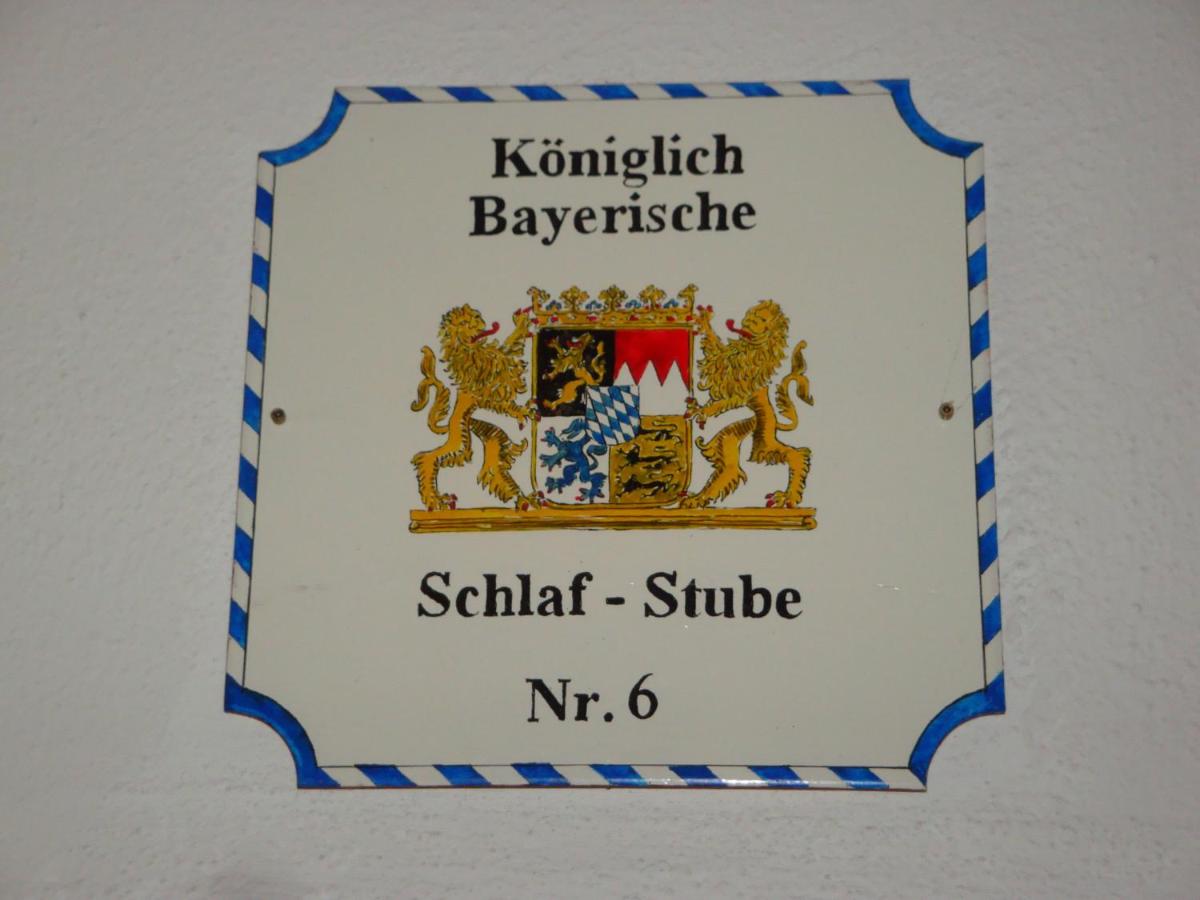 Königlich
Bayerische
Schlaf - Stube
Nr. 6